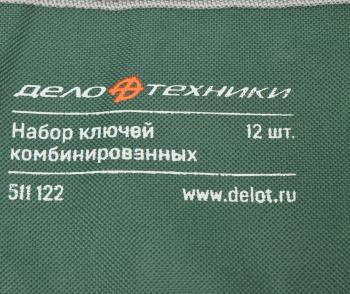 Дело Техники
Набор ключей 12 шт.
комбинированных
511 122 www.delot.ru